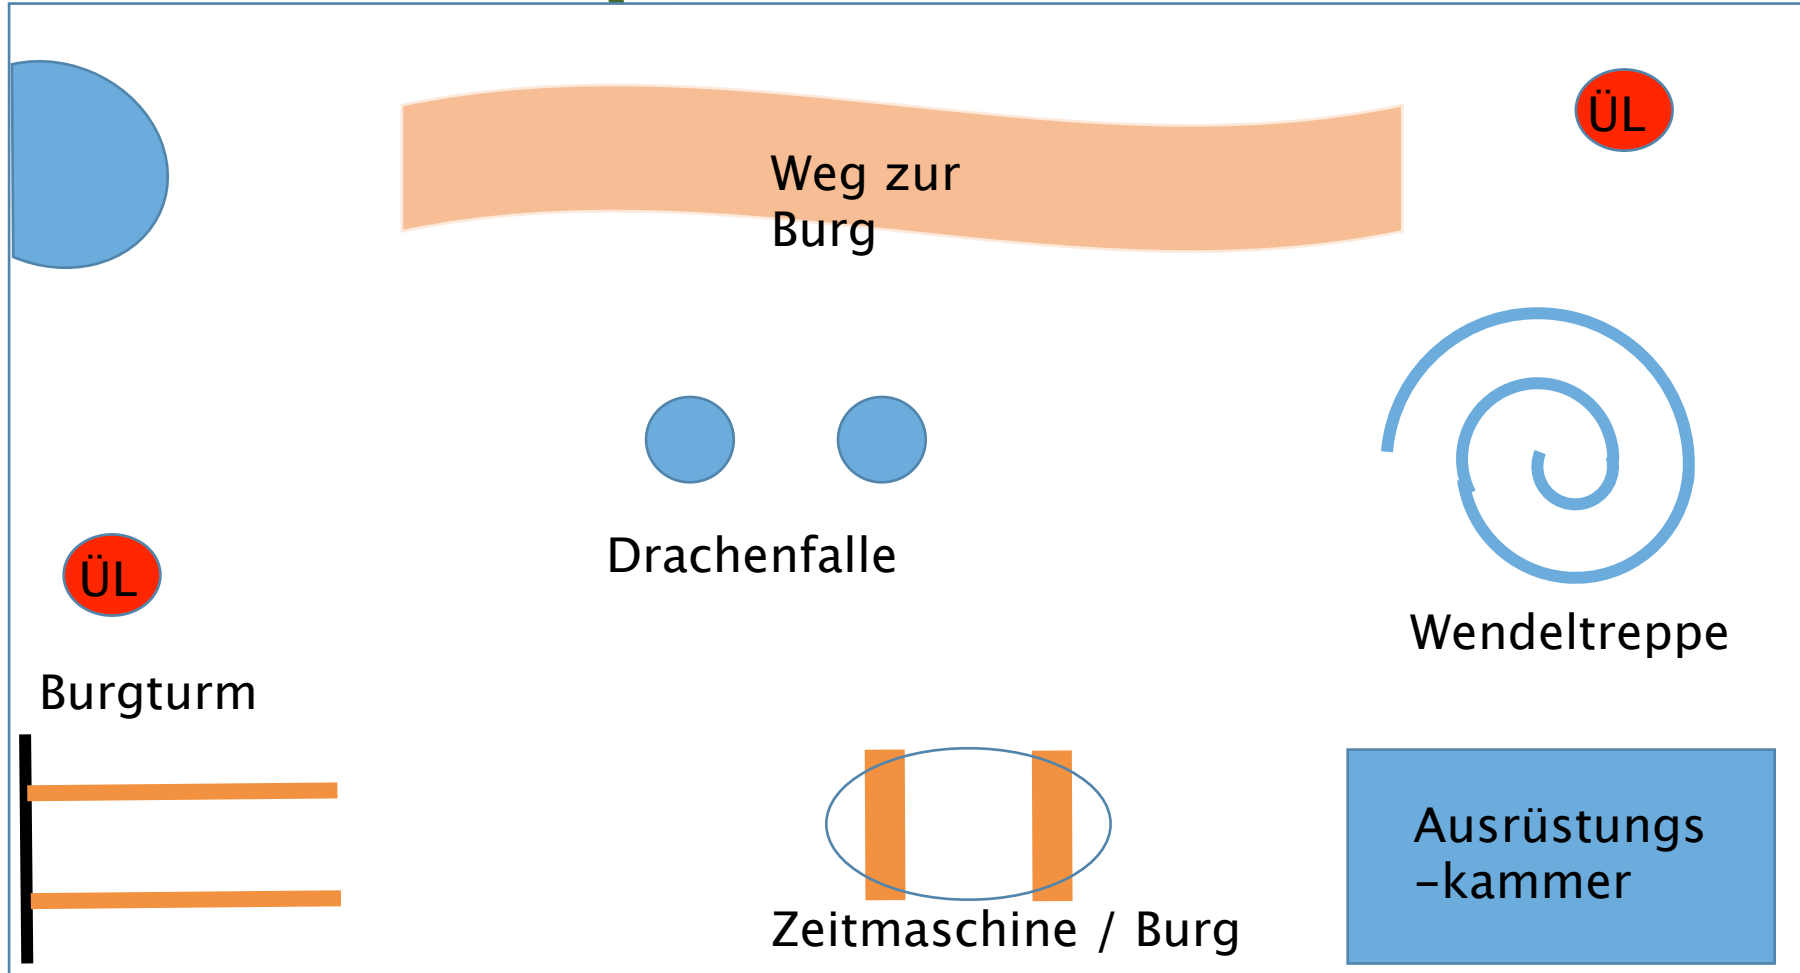 ÜL
Weg zur
Burg
Drachenfalle
ÜL
Wendeltreppe
Burgturm
Ausrüstungs
-kammer
Zeitmaschine / Burg